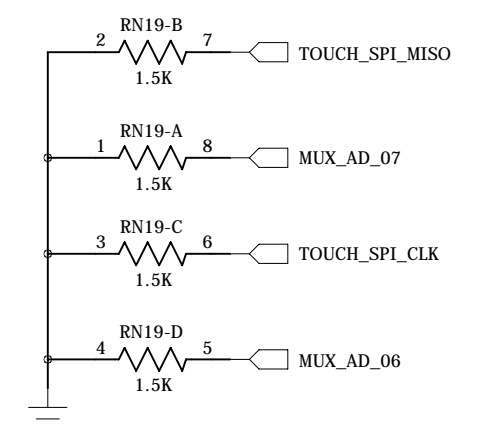 RN19-B
2 7 TOUCH_SPI_MISO
1.5K
RN19-A
1 8 MUX_AD_07
1.5K
RN19-C
3 6 TOUCH_SPI_CLK
1.5K
RN19-D
4 5 MUX_AD_06
1.5K